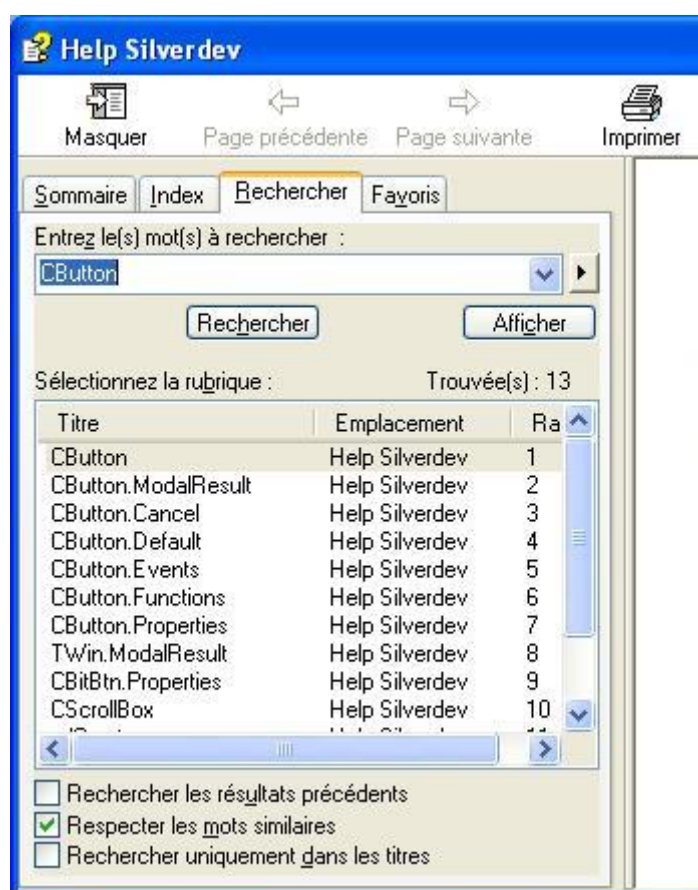 Help Silverdev
Masquer Page précédente Page suivante Imprimer
Sommaire Index Rechercher Favoris
Entrez le(s) mot(s) à rechercher :
CButton
Rechercher Afficher
Sélectionnez la rubrique : Trouvée(s) : 13
Titre Emplacement Ra
CButton Help Silverdev 1
CButton.ModalResult Help Silverdev 2
CButton.Cancel Help Silverdev 3
CButton.Default Help Silverdev 4
CButton.Events Help Silverdev 5
CButton.Functions Help Silverdev 6
CButton.Properties Help Silverdev 7
TWin.ModalResult Help Silverdev 8
CBitBtn.Properties Help Silverdev 9
CScrollBox Help Silverdev 10
Rechercher les résultats précédents
Respecter les mots similaires
Rechercher uniquement dans les titres